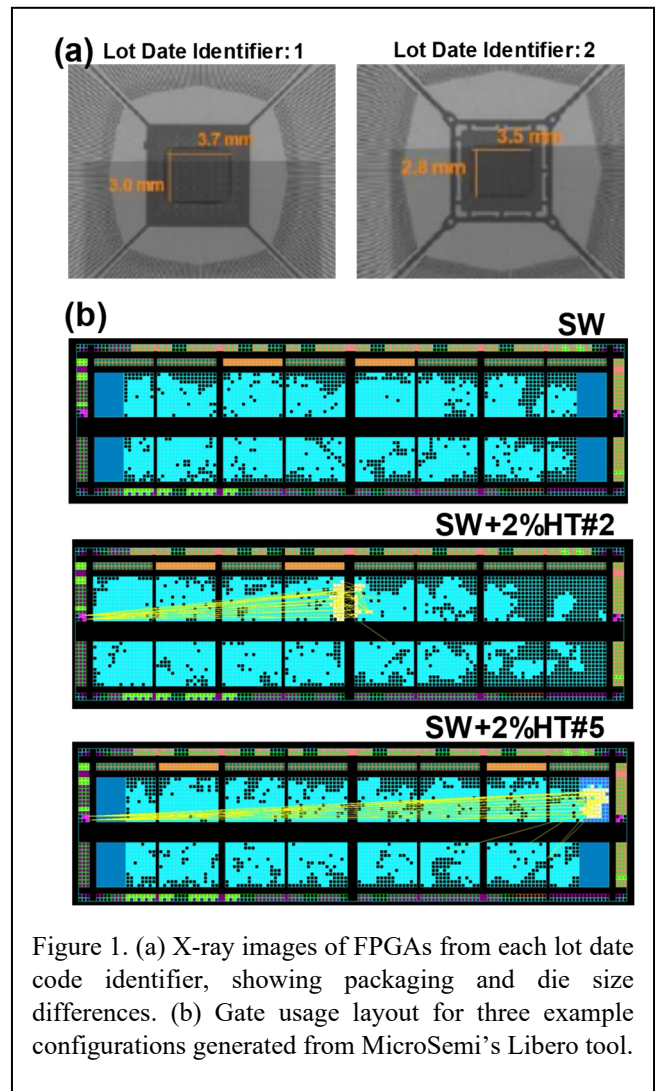 (a) Lot Date Identifier: 1 Lot Date Identifier: 2
3.7 mm 3.5 mm
3.0 mm 2.8 mm
(b)
SW
SW+2%HT#2
SW+2%HT#5
Figure 1. (a) X-ray images of FPGAs from each lot date
code identifier, showing packaging and die size
differences. (b) Gate usage layout for three example
configurations generated from MicroSemi's Libero tool.